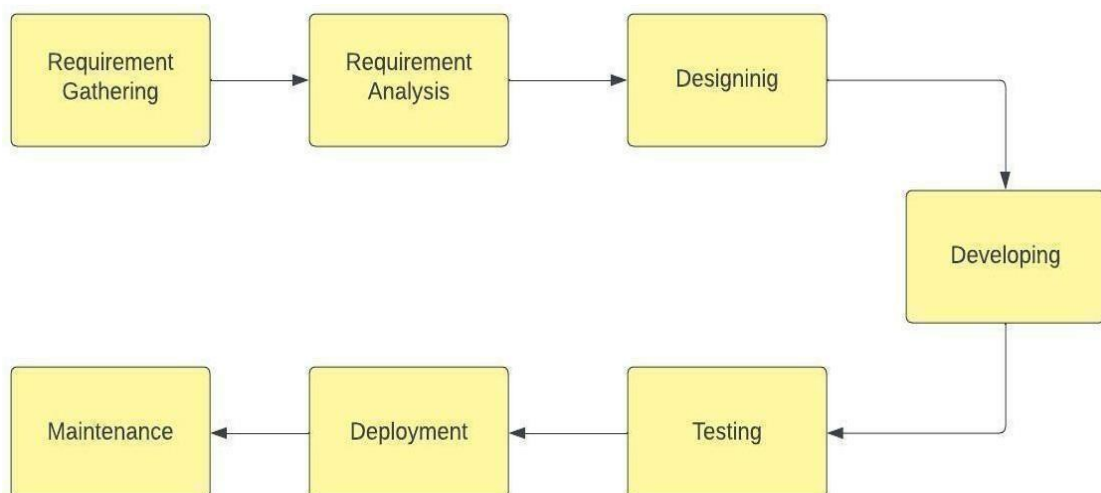 Requirement
Gathering
Requirement
Analysis
Designinig
Developing
Testing
Deployment
Maintenance